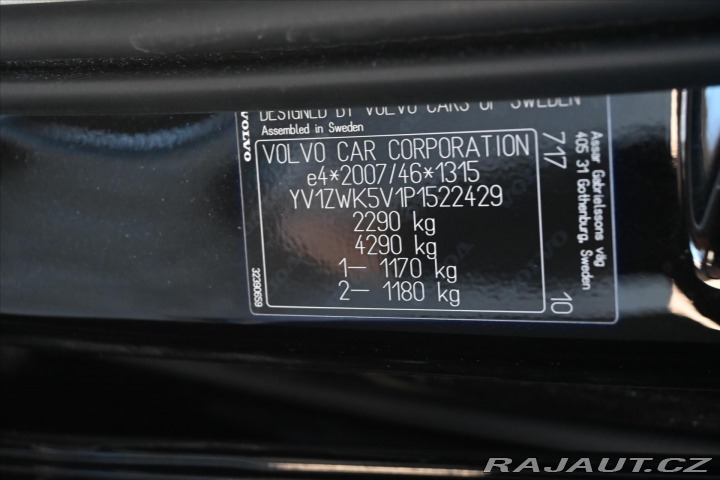 DESIGNED BY VOLVO CARS OF SWEDEN
Assembled in Sweden
VOLVO
VOLVO CAR CORPORATION
e4*2007/46*1315
YV1ZWK5V1P1522429
2290 kg
4290 kg
1– 1170 kg
2– 1180 kg
32390659
717
10
Assar Gabrielssons väg
405 31 Gothenburg, Sweden
RAJAUT.CZ